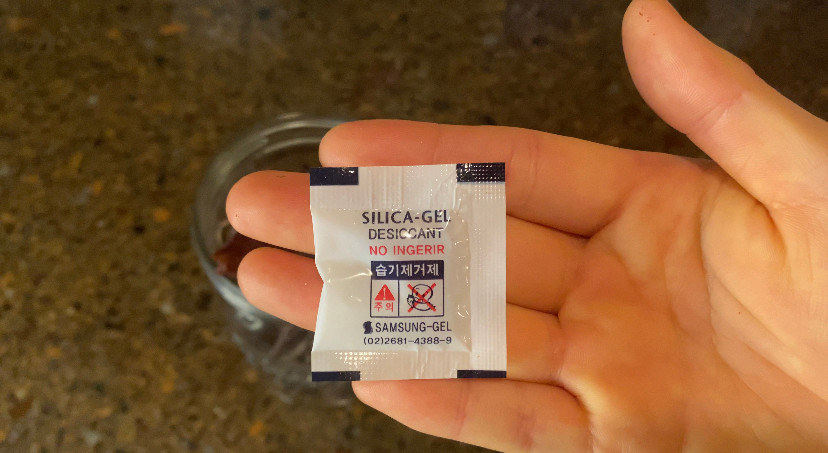 SILICA-GEL
DESICCANT
NO INGERIR
습기제거제
주의
SAMSUNG-GEL
(02)2681-4388-9